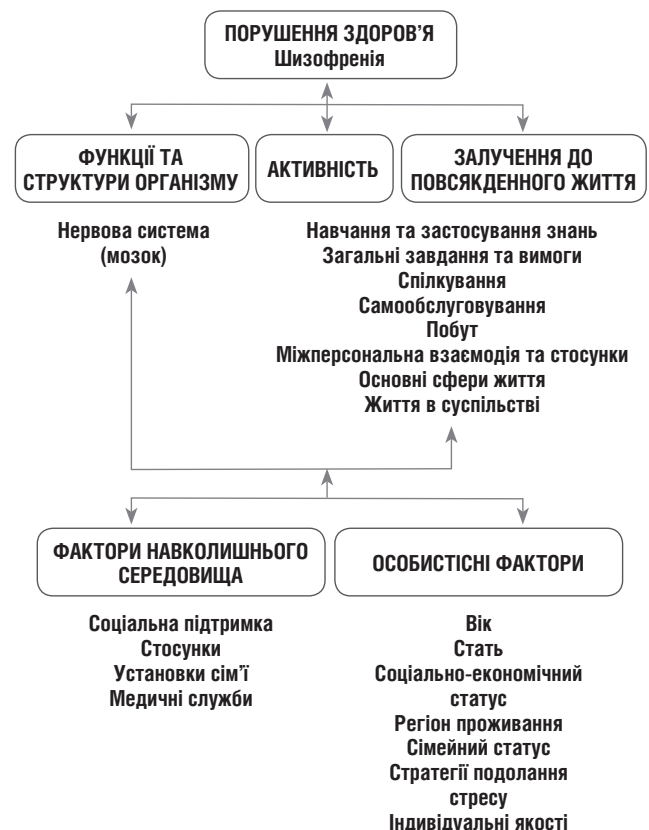 ПОРУШЕННЯ ЗДОРОВ’Я
Шизофренія
ФУНКЦІЇ ТА
СТРУКТУРИ ОРГАНІЗМУ
АКТИВНІСТЬ
ЗАЛУЧЕННЯ ДО
ПОВСЯКДЕННОГО ЖИТТЯ
Нервова система
(мозок)
Навчання та застосування знань
Загальні завдання та вимоги
Спілкування
Самообслуговування
Побут
Міжперсональна взаємодія та стосунки
Основні сфери життя
Життя в суспільстві
ФАКТОРИ НАВКОЛИШНЬОГО
СЕРЕДОВИЩА
ОСОБИСТІСНІ ФАКТОРИ
Соціальна підтримка
Стосунки
Установки сім’ї
Медичні служби
Вік
Стать
Соціально-економічний
статус
Регіон проживання
Сімейний статус
Стратегії подолання
стресу
Індивідуальні якості